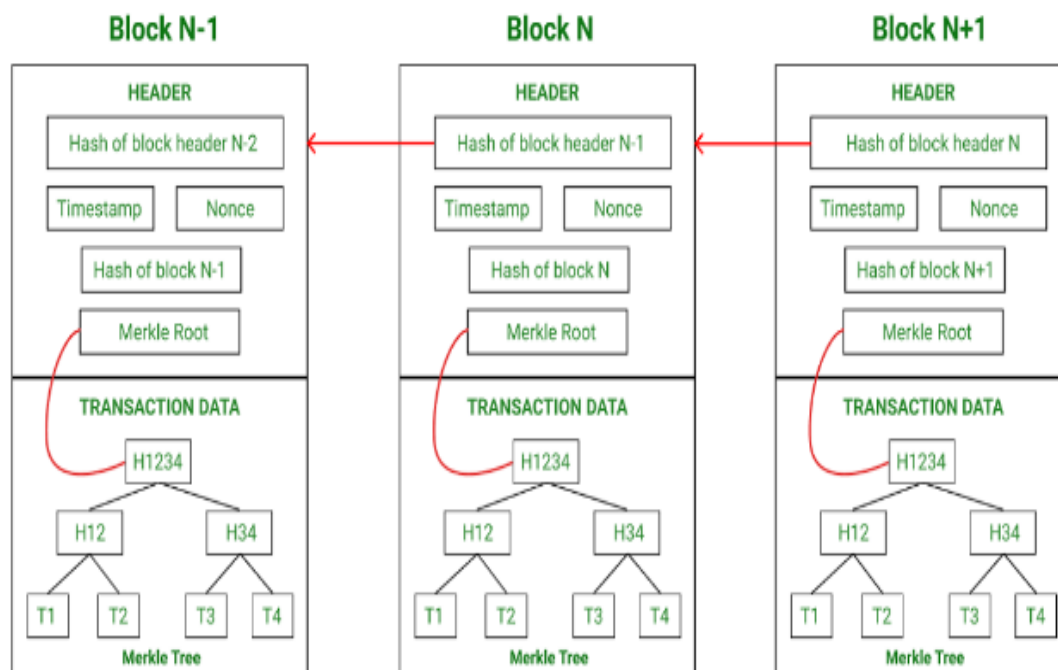 Block N-1
HEADER
Hash of block header N-2
Timestamp
Nonce
Hash of block N-1
Merkle Root
TRANSACTION DATA
H1234
H12
H34
T1
T2
T3
T4
Merkle Tree
Block N
HEADER
Hash of block header N-1
Timestamp
Nonce
Hash of block N
Merkle Root
TRANSACTION DATA
H1234
H12
H34
T1
T2
T3
T4
Merkle Tree
Block N+1
HEADER
Hash of block header N
Timestamp
Nonce
Hash of block N+1
Merkle Root
TRANSACTION DATA
H1234
H12
H34
T1
T2
T3
T4
Merkle Tree